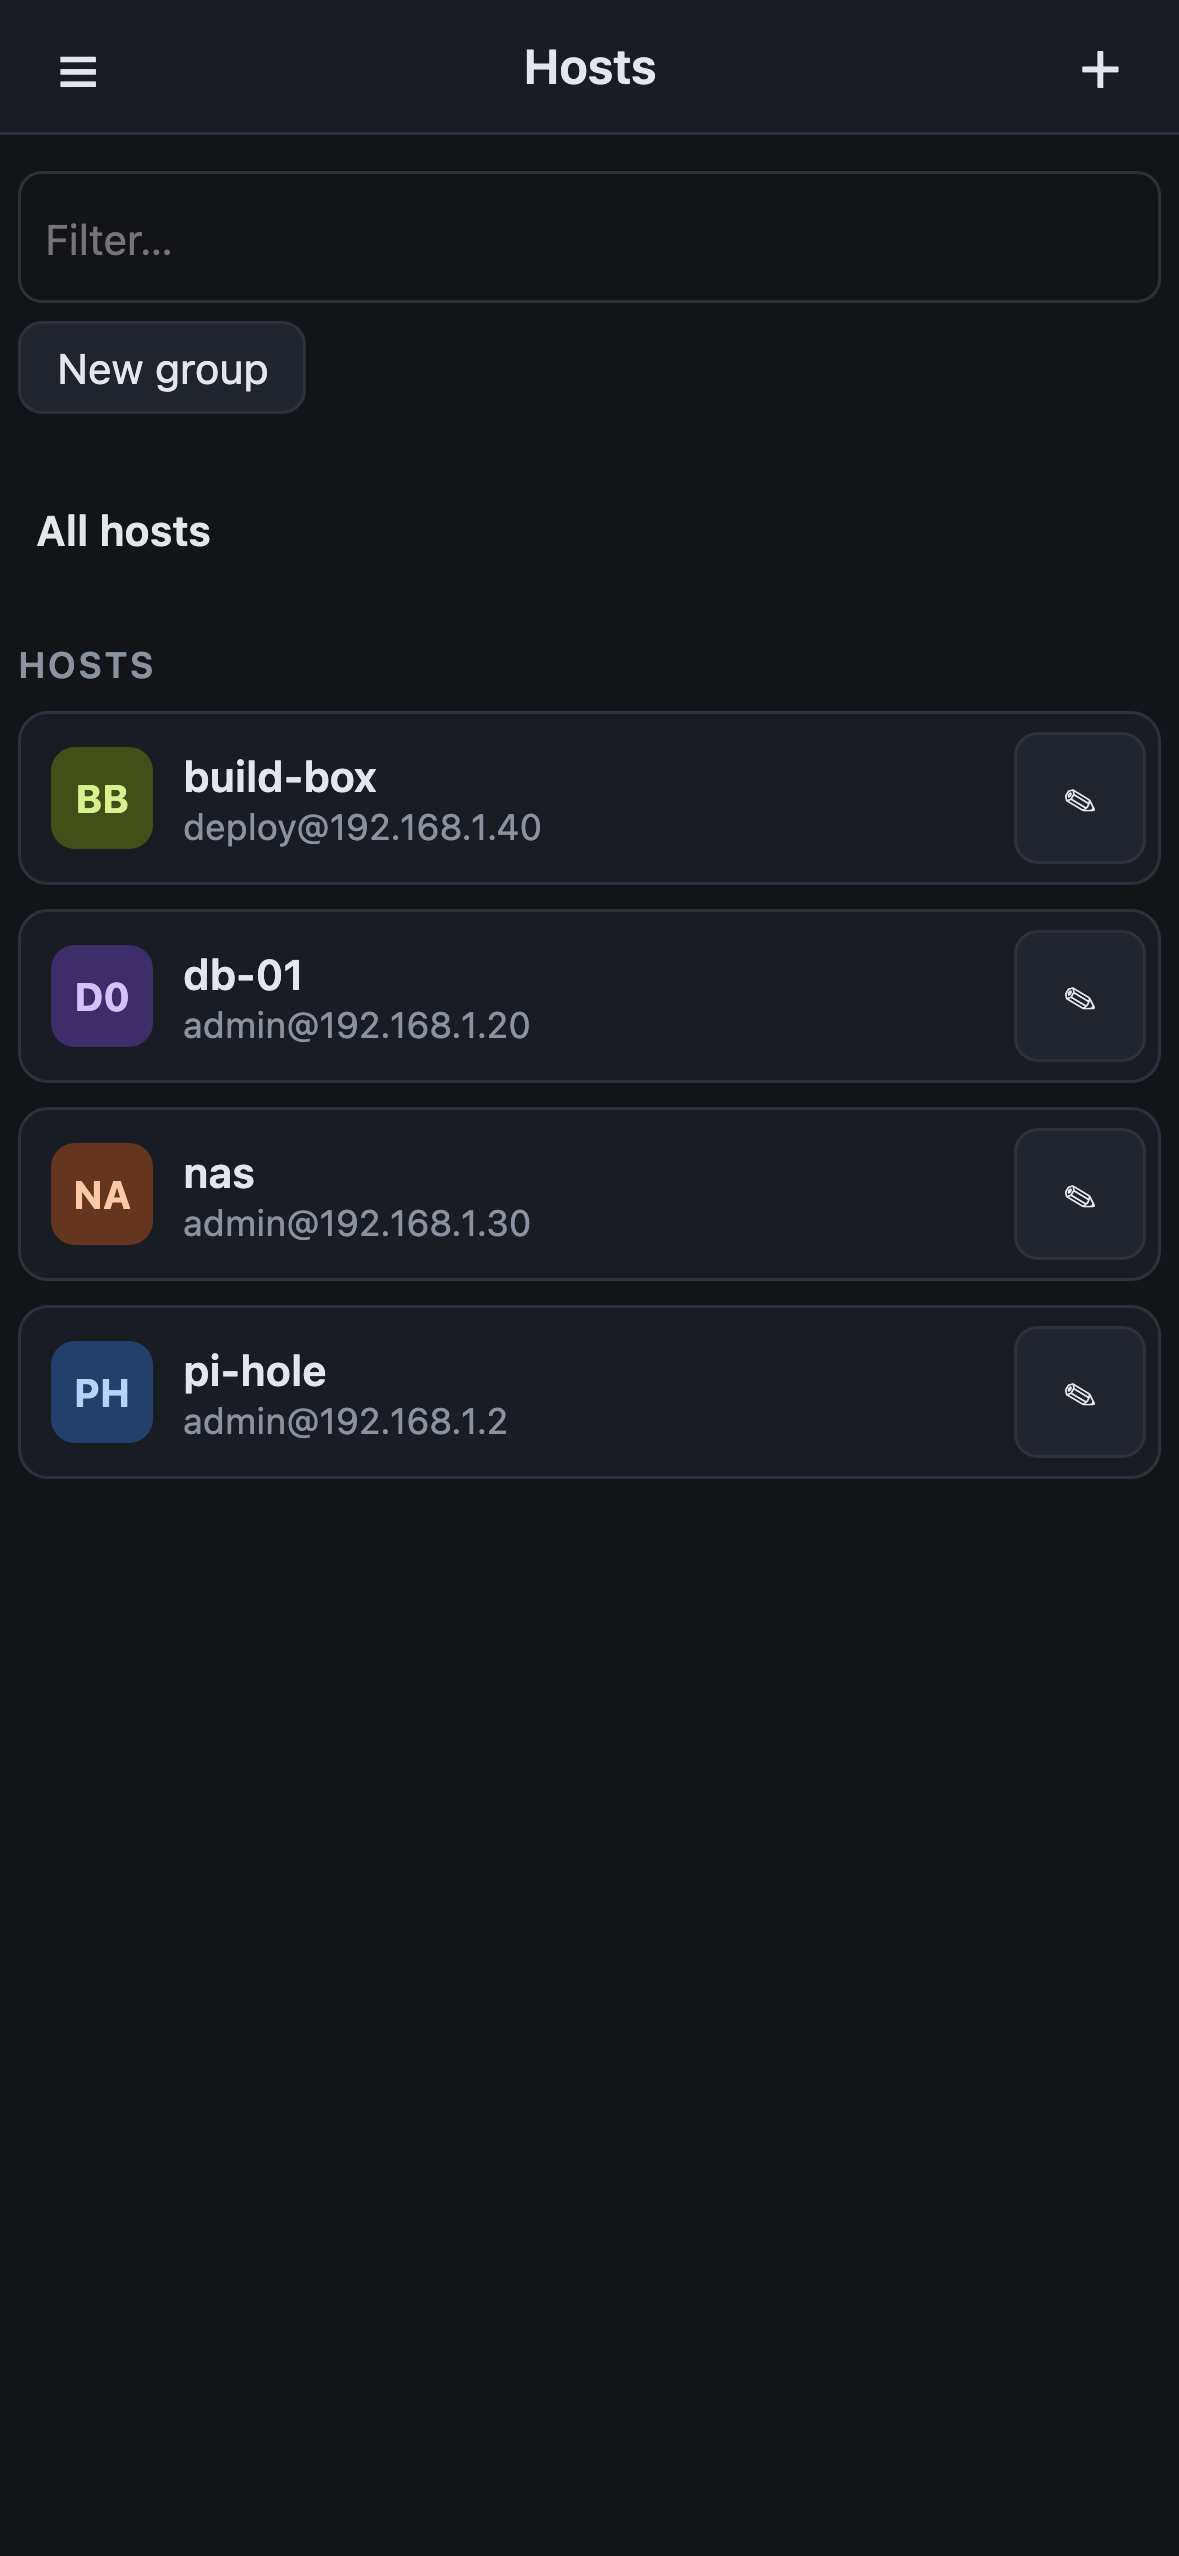 Hosts
Filter...
New group
All hosts
HOSTS
BB
build-box
deploy@192.168.1.40
D0
db-01
admin@192.168.1.20
NA
nas
admin@192.168.1.30
PH
pi-hole
admin@192.168.1.2